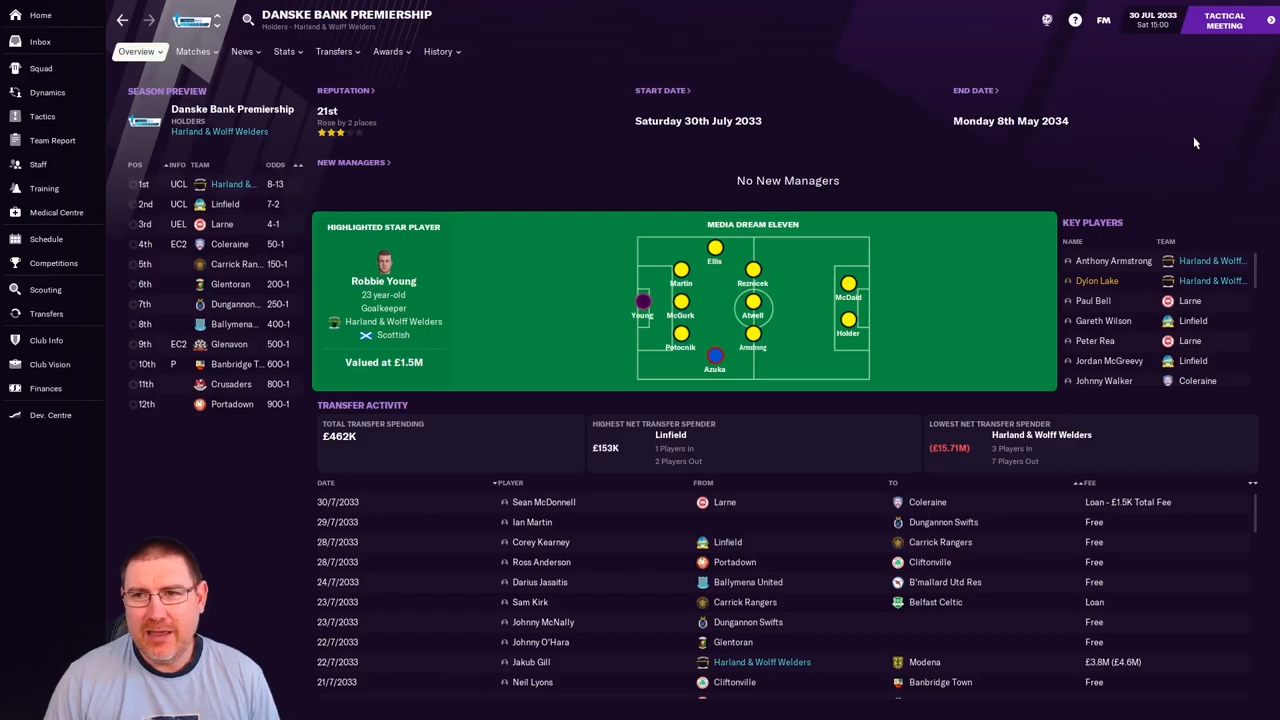 Home
Inbox
Squad
Dynamics
Tactics
Team Report
Staff
Training
Medical Centre
Schedule
Competitions
Scouting
Transfers
Club Info
Club Vision
Finances
Dev. Centre
DANSKE BANK PREMIERSHIP
Holders - Harland & Wolff Welders
?
FM
30 JUL 2033
Sat 15:00
TACTICAL
MEETING
Overview Matches News Stats Transfers Awards History
SEASON PREVIEW
Danske Bank Premiership
HOLDERS
Harland & Wolff Welders
POS INFO TEAM ODDS
1st UCL Harland &... 8-13
2nd UCL Linfield 7-2
3rd UEL Larne 4-1
4th EC2 Coleraine 50-1
5th Carrick Ran... 150-1
6th Glentoran 200-1
7th Dungannon... 250-1
8th Ballymena... 400-1
9th EC2 Glenavon 500-1
10th P Banbridge T... 600-1
11th Crusaders 800-1
12th Portadown 900-1
REPUTATION >
21st
Rose by 2 places
START DATE >
Saturday 30th July 2033
END DATE >
Monday 8th May 2034
NEW MANAGERS >
No New Managers
HIGHLIGHTED STAR PLAYER
Robbie Young
23 year-old
Goalkeeper
Harland & Wolff Welders
Scottish
Valued at £1.5M
MEDIA DREAM ELEVEN
Ellis
Martin Reznicek
McDaid
Young McGurk Atwell
Holder
Potocnik Armstrong
Azuka
KEY PLAYERS
NAME TEAM
Anthony Armstrong Harland & Wolff...
Dylon Lake Harland & Wolff...
Paul Bell Larne
Gareth Wilson Linfield
Peter Rea Larne
Jordan McGreevy Linfield
Johnny Walker Coleraine
TRANSFER ACTIVITY
TOTAL TRANSFER SPENDING
£462K
HIGHEST NET TRANSFER SPENDER
£153K
Linfield
1 Players In
2 Players Out
LOWEST NET TRANSFER SPENDER
(£15.71M)
Harland & Wolff Welders
3 Players In
7 Players Out
DATE PLAYER FROM TO FEE
30/7/2033 Sean McDonnell Larne Coleraine Loan - £1.5K Total Fee
29/7/2033 Ian Martin Dungannon Swifts Free
28/7/2033 Corey Kearney Linfield Carrick Rangers Free
28/7/2033 Ross Anderson Portadown Cliftonville Free
24/7/2033 Darius Jasaitis Ballymena United B'mallard Utd Res Free
23/7/2033 Sam Kirk Carrick Rangers Belfast Celtic Loan
23/7/2033 Johnny McNally Dungannon Swifts Free
22/7/2033 Johnny O'Hara Glentoran Free
22/7/2033 Jakub Gill Harland & Wolff Welders Modena £3.8M (£4.6M)
21/7/2033 Neil Lyons Cliftonville Banbridge Town Free